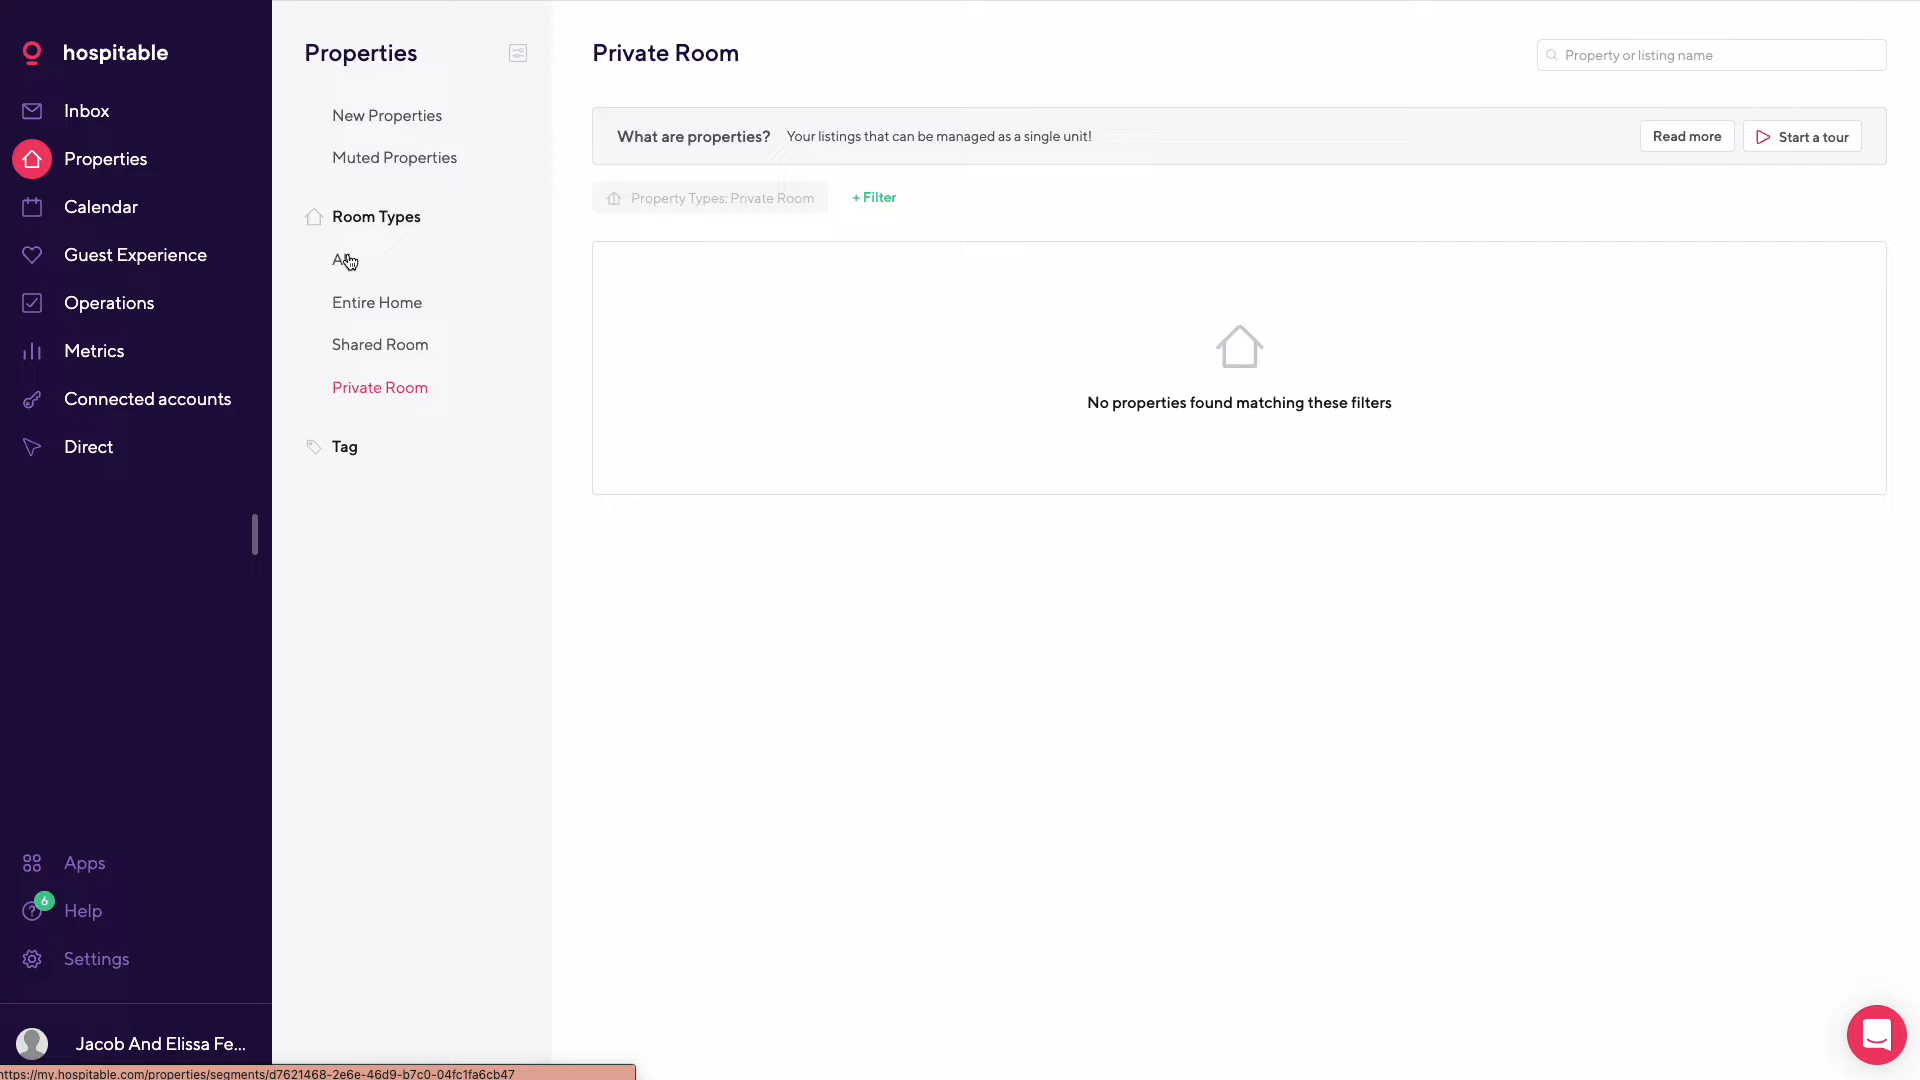 hospitable
Inbox
Properties
Calendar
Guest Experience
Operations
Metrics
Connected accounts
Direct
Apps
6
Help
Settings
Jacob And Elissa Fe...
Properties
New Properties
Muted Properties
Room Types
Entire Home
Shared Room
Private Room
Tag
Private Room
Property or listing name
What are properties? Your listings that can be managed as a single unit!
Read more
Start a tour
Property Types: Private Room
+ Filter
No properties found matching these filters
https://my.hospitable.com/properties/segments/d7621468-2e6e-46d9-b7c0-04fc1fa6cb47